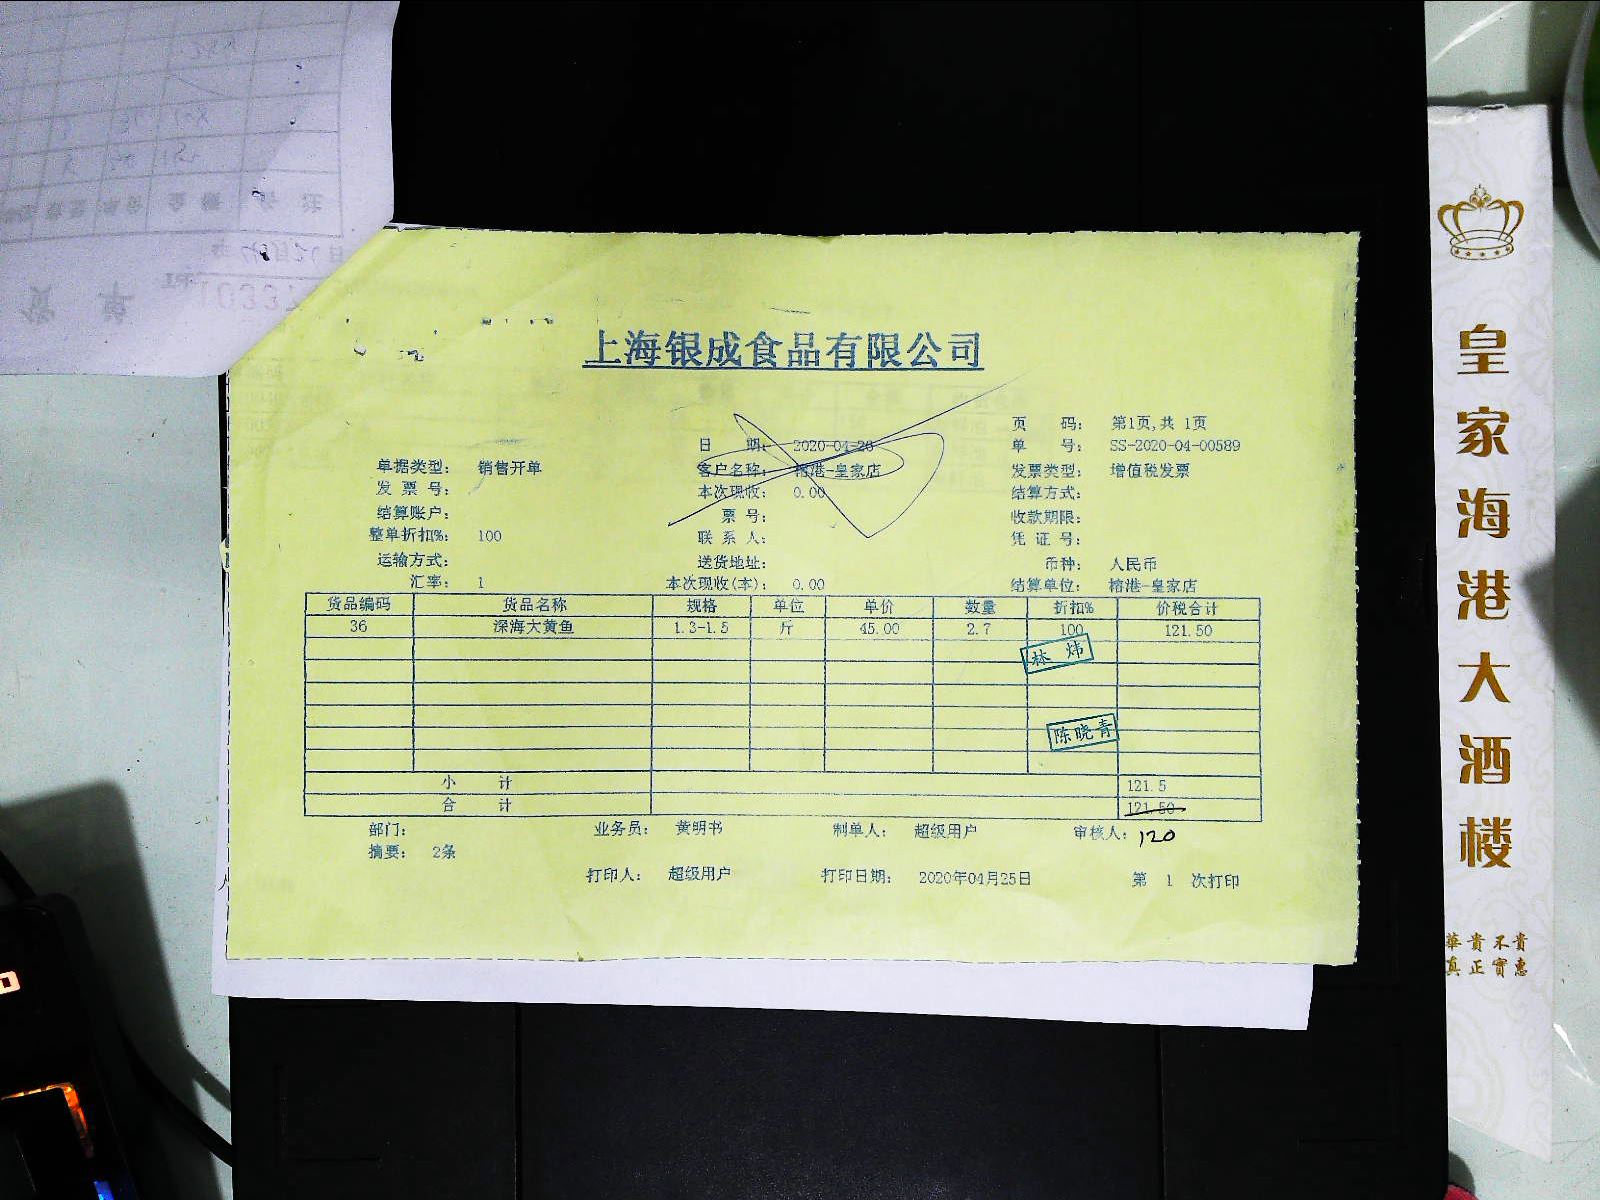 上海银成食品有限公司
页 码: 第1页,共 1页
日 期: 2020-04-26
单 号: SS-2020-04-00589
单据类型: 销售开单
客户名称: 榕港-皇家店
发票类型: 增值税发票
发 票 号:
本次现收: 0.00
结算方式:
结算账户:
票 号:
收款期限:
整单折扣%: 100
联 系 人:
凭 证 号:
运输方式:
送货地址:
币种: 人民币
汇率: 1
本次现收(本): 0.00
结算单位: 榕港-皇家店
货品编码 货品名称 规格 单位 单价 数量 折扣% 价税合计
36 深海大黄鱼 1.3-1.5 斤 45.00 2.7 100 121.50
林 炜
陈晓青
小 计 121.5
合 计 121.50
部门: 业务员: 黄明书 制单人: 超级用户 审核人: 120
摘要: 2条
打印人: 超级用户 打印日期: 2020年04月25日 第 1 次打印
皇家海港大酒楼
華貴不貴
真正實惠